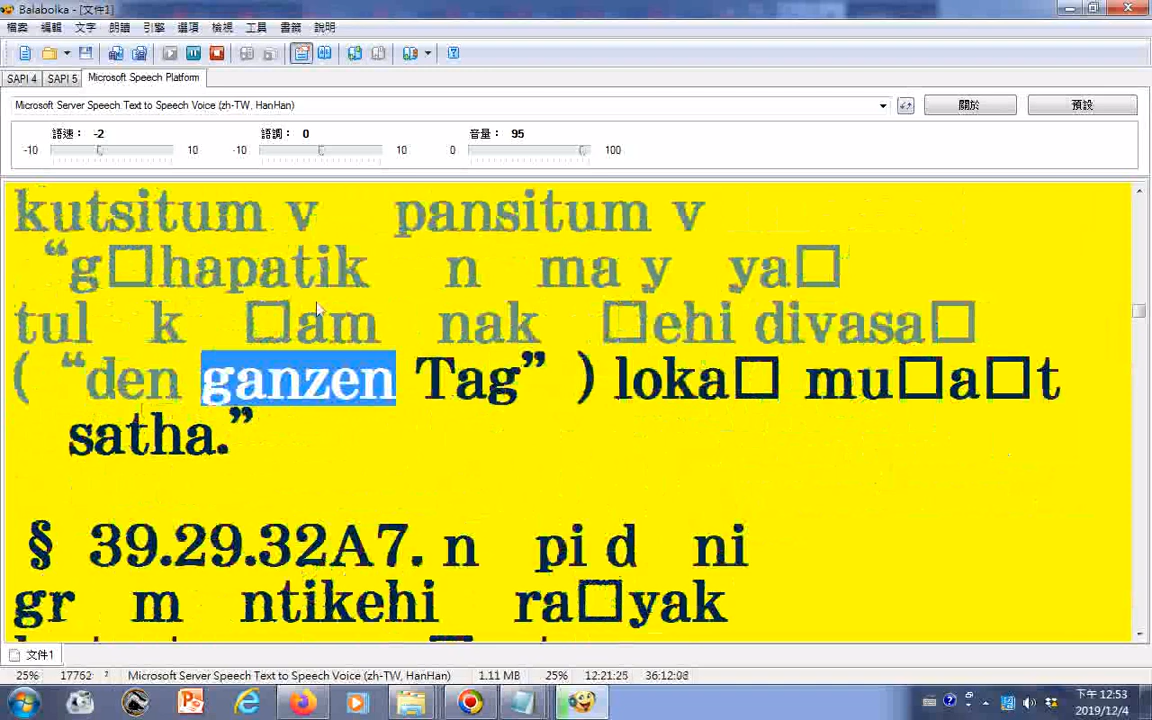 Balabolka - [文件1]
檔案 編輯 文字 朗讀 引擎 選項 檢視 工具 書籤 說明
SAPI 4 SAPI 5 Microsoft Speech Platform
Microsoft Server Speech Text to Speech Voice (zh-TW, HanHan) 關於 預設
語速： -2 語調： 0 音量： 95
-10 10 -10 10 0 100
kutsitum v pansitum v
“g□hapatik n ma y ya□
tul k □am nak □ehi divasa□
( “den ganzen Tag” ) loka□ mu□a□t
satha.”
§ 39.29.32A7. n pi d ni
gr m ntikehi ra□yak
文件1
25% 17762 ? Microsoft Server Speech Text to Speech Voice (zh-TW, HanHan) 1.11 MB 25% 12:21:25 36:12:08
下午 12:53
2019/12/4